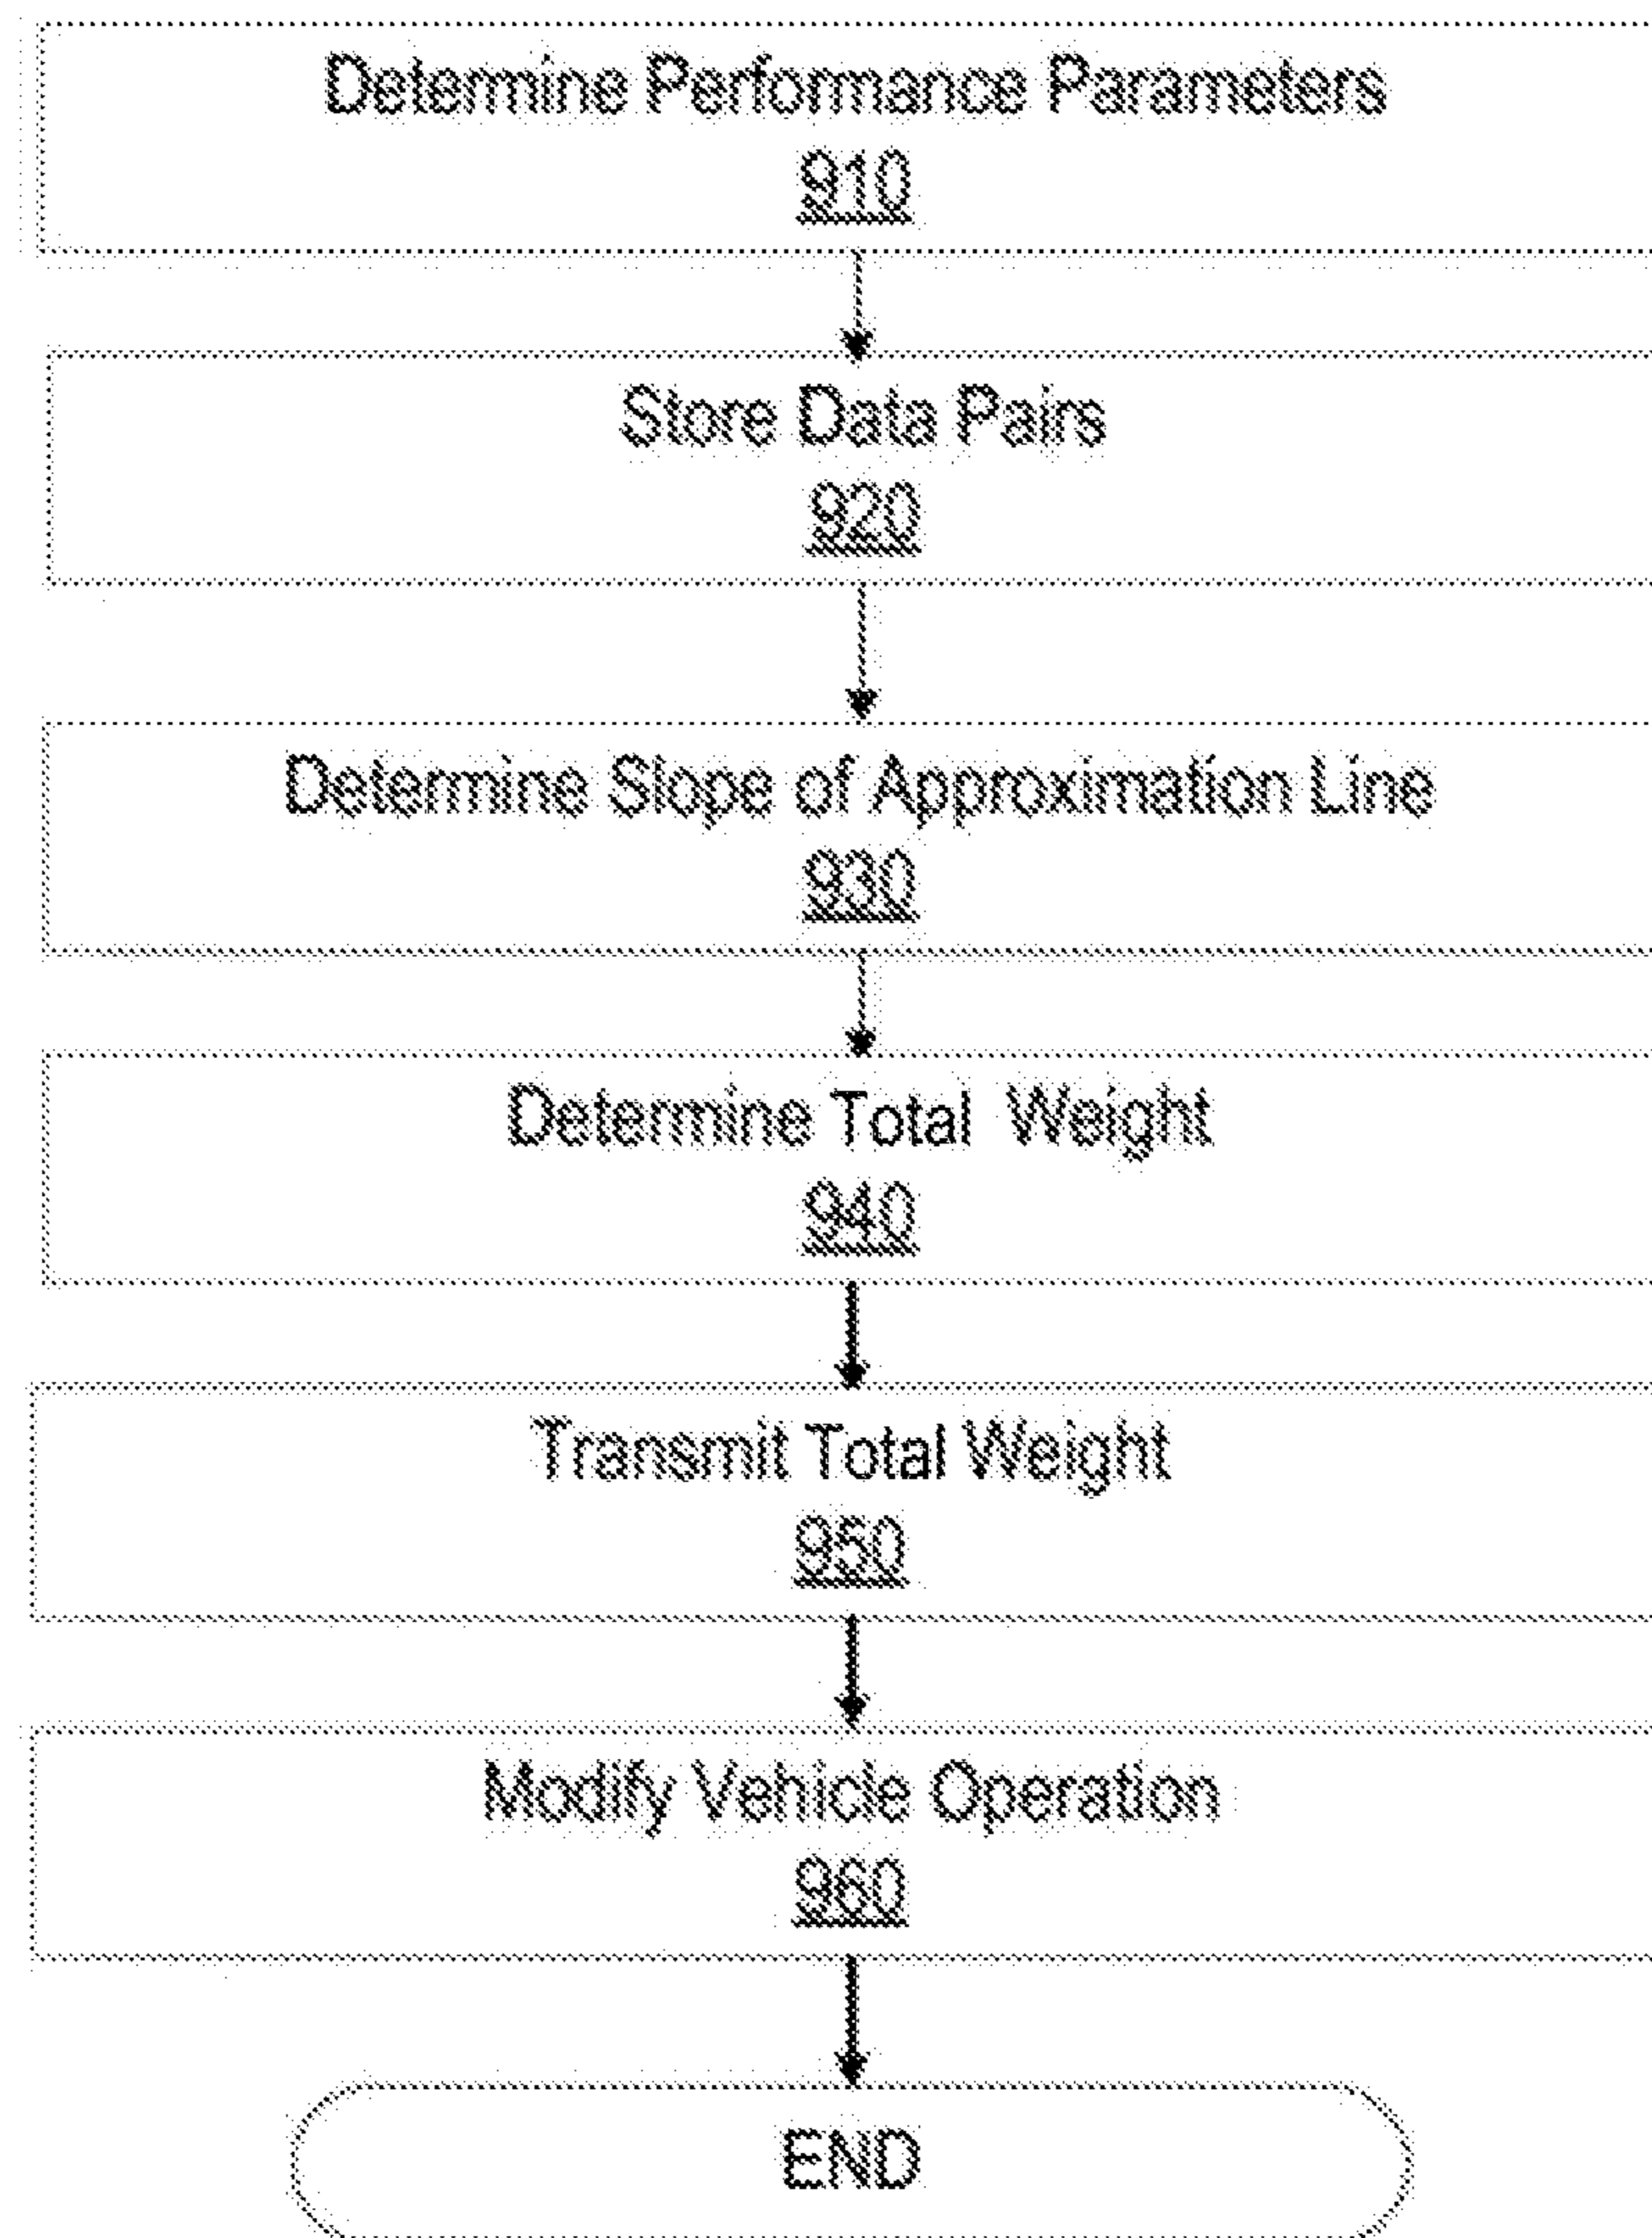 Determine Performance Parameters
910
Store Data Pairs
920
Determine Slope of Approximation Line
930
Determine Total Weight
940
Transmit Total Weight
950
Modify Vehicle Operation
960
END